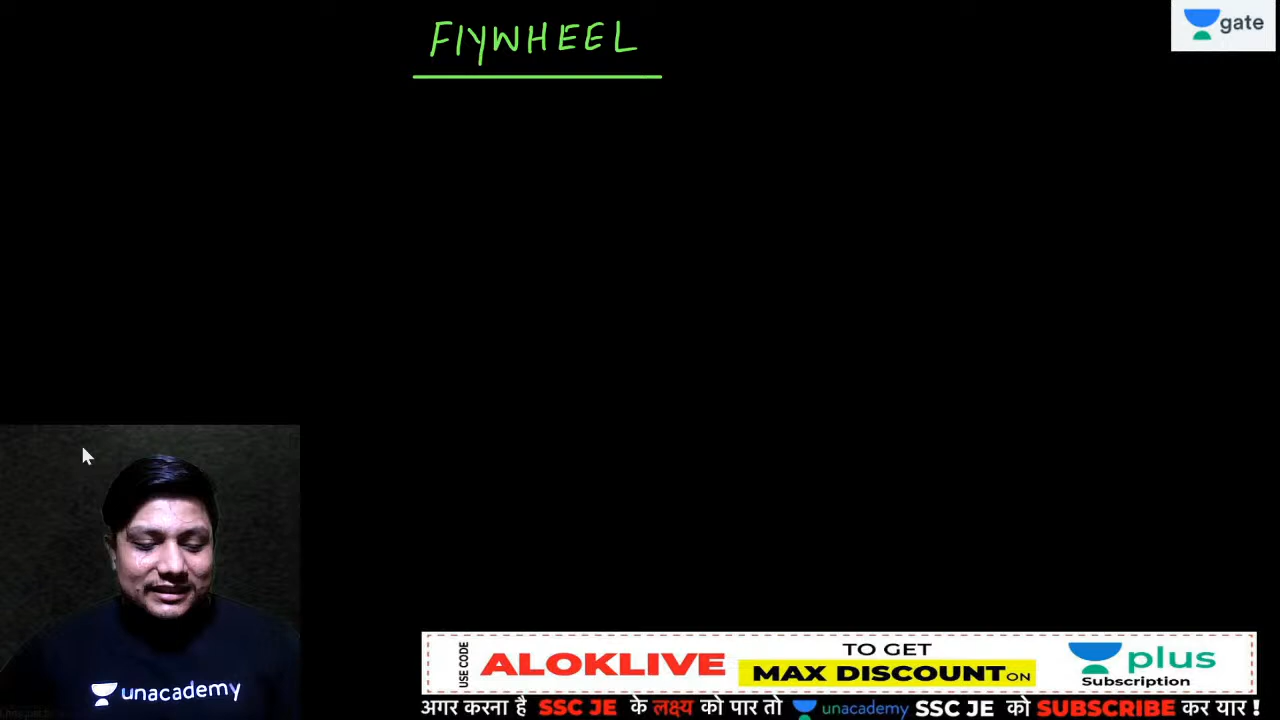 FlYWHEEL
gate
unacademy
USE CODE
ALOKLIVE
TO GET
MAX DISCOUNT ON
plus
Subscription
अगर करना है SSC JE के लक्ष्य को पार तो unacademy SSC JE को SUBSCRIBE कर यार !